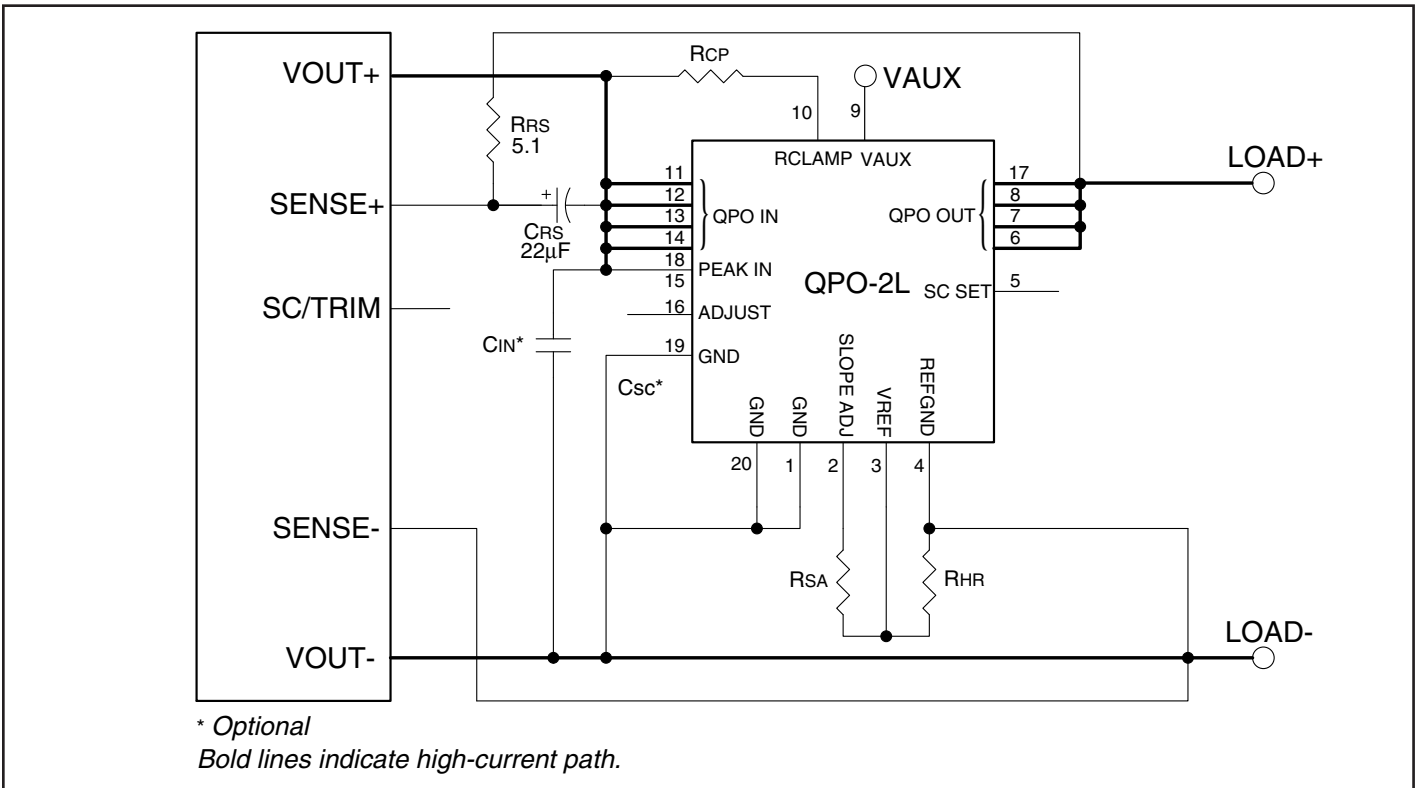 VOUT+
RCP
VAUX
RRS
5.1
10
9
RCLAMP VAUX
LOAD+
SENSE+
+
CRS
22µF
11
12
13
14
18
15
16
19
QPO IN
PEAK IN
ADJUST
GND
QPO-2L
QPO OUT
17
8
7
6
SC SET
5
SC/TRIM
CIN*
CSC*
GND
GND
SLOPE ADJ
VREF
REFGND
20
1
2
3
4
SENSE-
RSA
RHR
VOUT-
LOAD-
* Optional
Bold lines indicate high-current path.